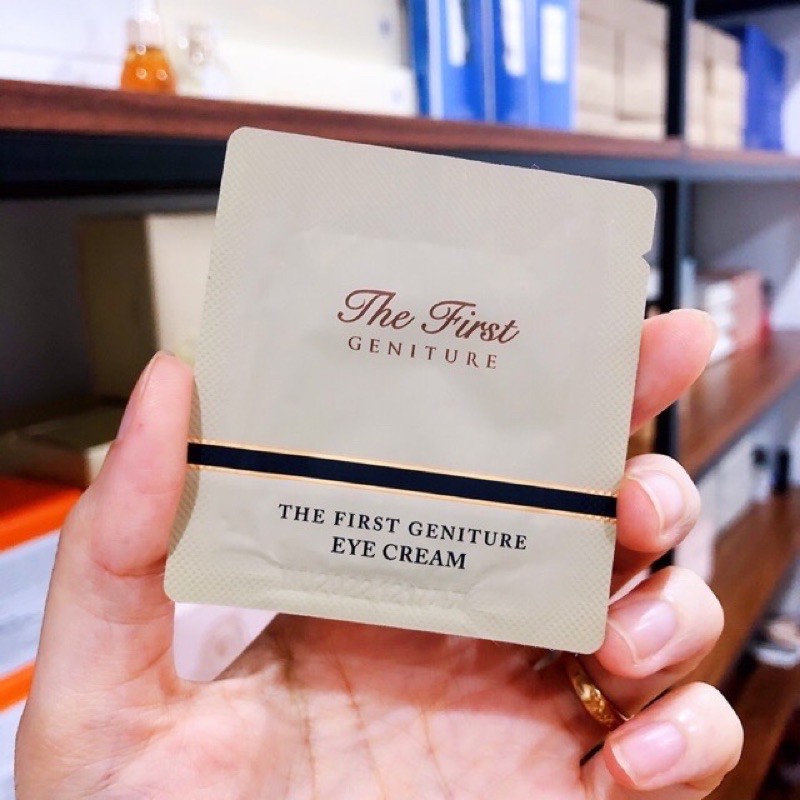 The First
GENITURE
THE FIRST GENITURE
EYE CREAM